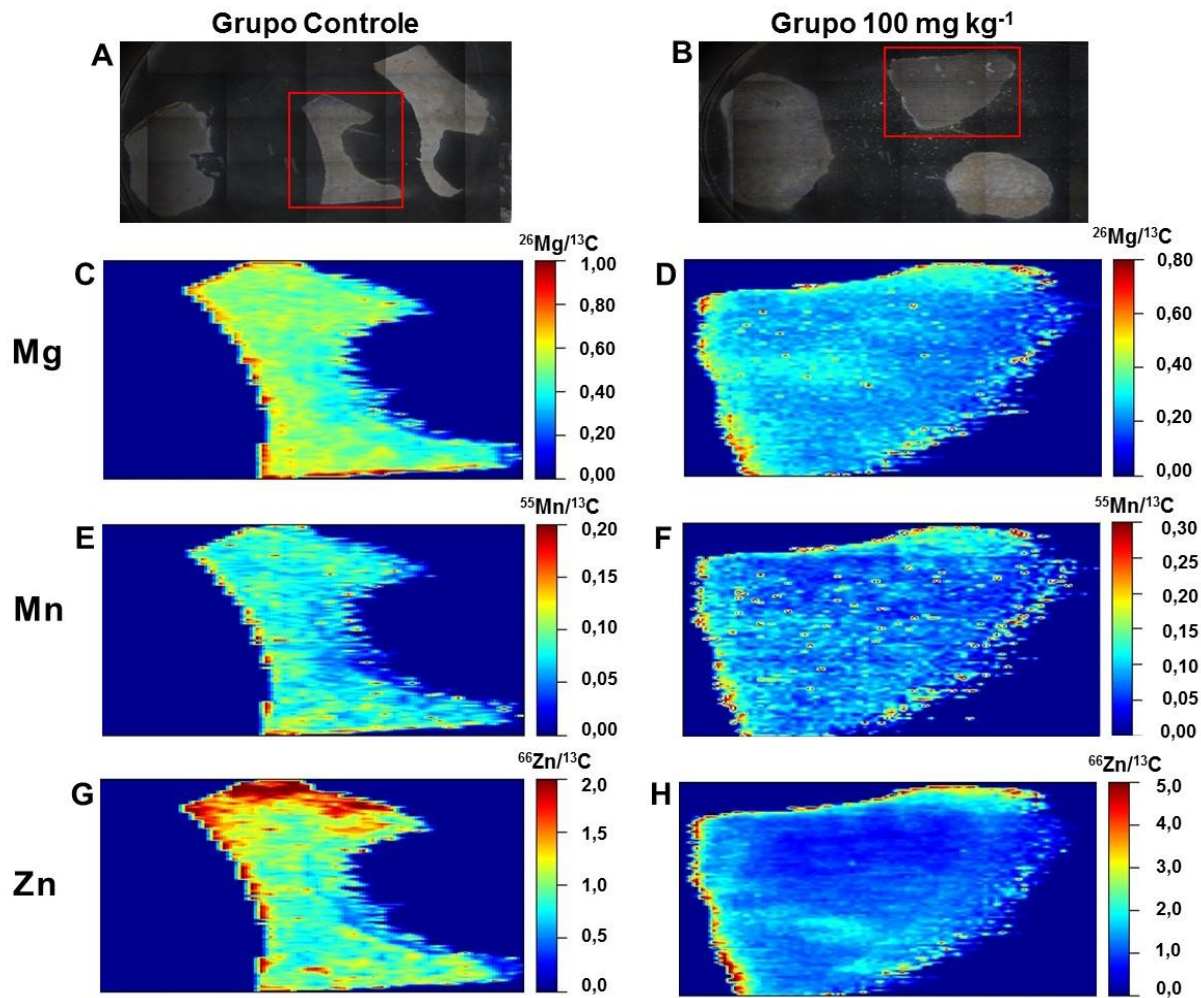 Grupo Controle
Grupo 100 mg kg⁻¹
A
B
²⁶Mg/¹³C
²⁶Mg/¹³C
C
1,00
0,80
0,60
0,40
0,20
0,00
D
0,80
0,60
0,40
0,20
0,00
Mg
⁵⁵Mn/¹³C
⁵⁵Mn/¹³C
E
0,20
0,15
0,10
0,05
0,00
F
0,30
0,25
0,20
0,15
0,10
0,05
0,00
Mn
⁶⁶Zn/¹³C
⁶⁶Zn/¹³C
G
2,0
1,5
1,0
0,5
0,0
H
5,0
4,0
3,0
2,0
1,0
0,0
Zn